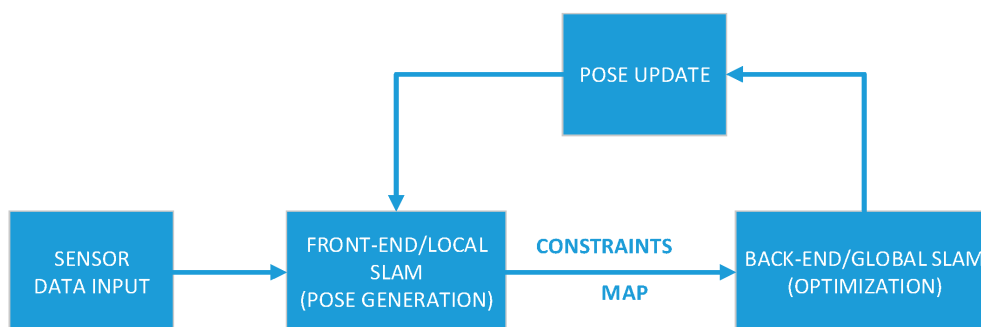 POSE UPDATE
SENSOR
DATA INPUT
FRONT-END/LOCAL
SLAM
(POSE GENERATION)
CONSTRAINTS
MAP
BACK-END/GLOBAL SLAM
(OPTIMIZATION)